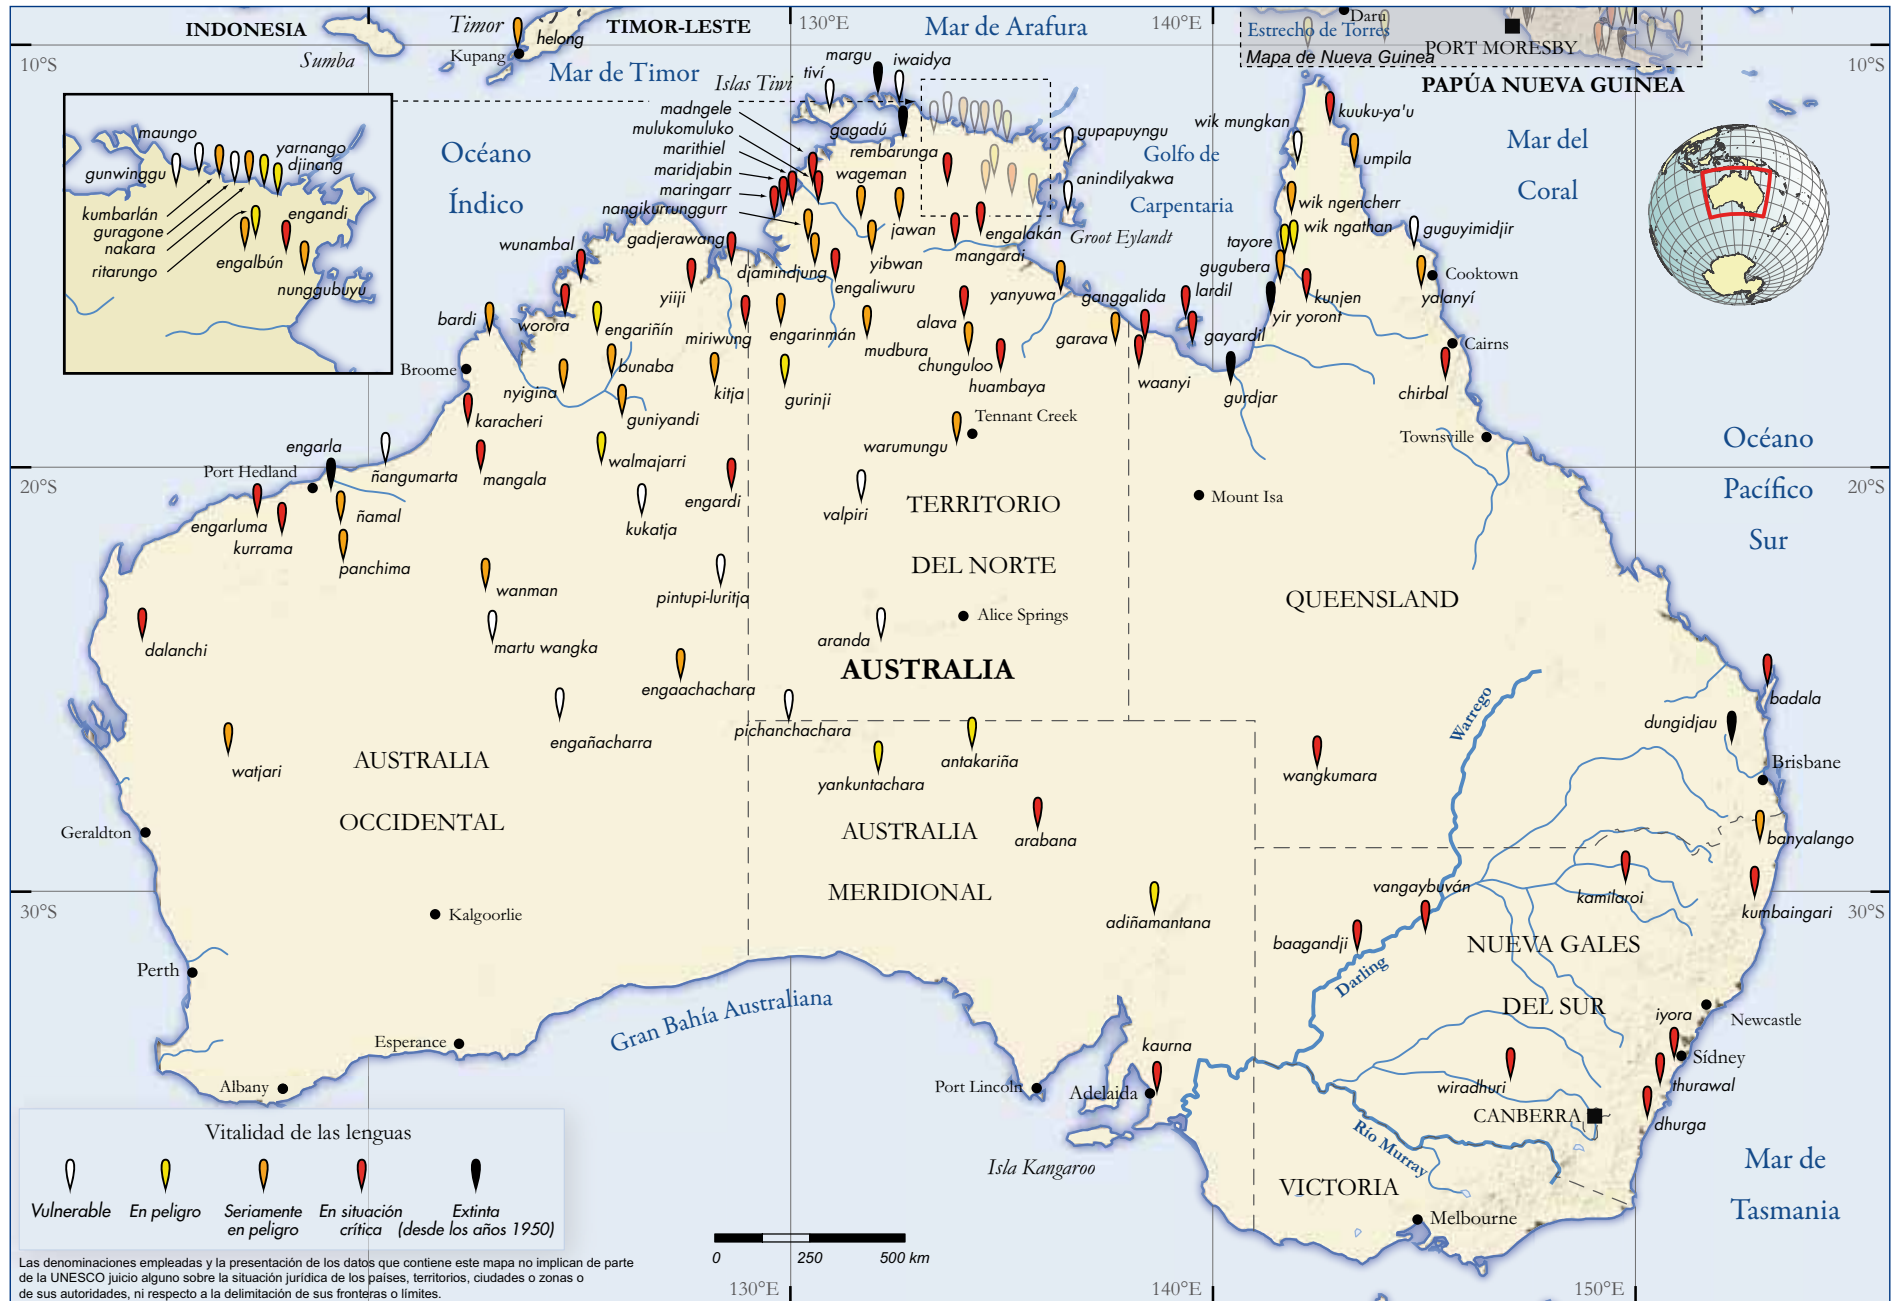 INDONESIA
Timor
TIMOR-LESTE
130°E
Mar de Arafura
140°E
Daru
Estrecho de Torres
PORT MORESBY
Mapa de Nueva Guinea
PAPÚA NUEVA GUINEA
10°S
Sumba
Kupang
helong
Mar de Timor
Islas Tiwi
tiví
margu
iwaidya
10°S
madngele
mulukomuluko
marithiel
maridjabin
maringarr
nangikurrunggurr
gagadú
rembarunga
wageman
gupapuyngu
Golfo de
Carpentaria
anindilyakwa
Groot Eylandt
wik mungkan
kuuku-ya'u
umpila
Mar del
Coral
maungo
gunwinggu
yarnango
djinang
kumbarlán
guragone
nakara
ritarungo
engandi
engalbún
nunggubuyu
Océano
Índico
wunambal
gadjerawang
djamindjung
jawan
yibwan
engalakán
mangarai
engaliwuru
yanyuwa
wik ngencherr
wik ngathan
tayore
gugubera
guguyimidjir
Cooktown
yalanyí
kunjen
yir yoront
bardi
worora
engariñín
yiiji
miriwung
engarinmán
mudbura
alava
chunguloo
huambaya
garava
ganggalida
lardil
gayardil
waanyi
gurdjar
Cairns
chirbal
Broome
nyigina
bunaba
guniyandi
kitja
gurinji
karacheri
Tennant Creek
warumungu
Townsville
engarla
Port Hedland
ñangumarta
mangala
walmajarri
engardi
kukatja
valpiri
20°S
engarluma
kurrama
ñamal
panchima
TERRITORIO
DEL NORTE
Mount Isa
Océano
Pacífico
Sur
20°S
wanman
martu wangka
pintupi-luritja
aranda
Alice Springs
QUEENSLAND
dalanchi
engaachachara
AUSTRALIA
badala
dungidjau
Warrego
engañacharra
pichanchachara
watjari
AUSTRALIA
OCCIDENTAL
yankuntachara
antakariña
wangkumara
Brisbane
Geraldton
AUSTRALIA
MERIDIONAL
arabana
banyalango
kamilaroi
kumbaingari
vangaybuván
30°S
Kalgoorlie
adiñamantana
baagandji
NUEVA GALES
DEL SUR
30°S
Perth
Darling
Gran Bahía Australiana
iyora
Newcastle
Esperance
kaurna
Sídney
Albany
Port Lincoln
Adelaida
wiradhuri
thurawal
CANBERRA
dhurga
Río Murray
Isla Kangaroo
VICTORIA
Melbourne
Mar de
Tasmania
Vitalidad de las lenguas
Vulnerable
En peligro
Seriamente
en peligro
En situación
crítica
Extinta
(desde los años 1950)
0
250
500 km
Las denominaciones empleadas y la presentación de los datos que contiene este mapa no implican de parte
de la UNESCO juicio alguno sobre la situación jurídica de los países, territorios, ciudades o zonas o
de sus autoridades, ni respecto a la delimitación de sus fronteras o límites.
130°E
140°E
150°E